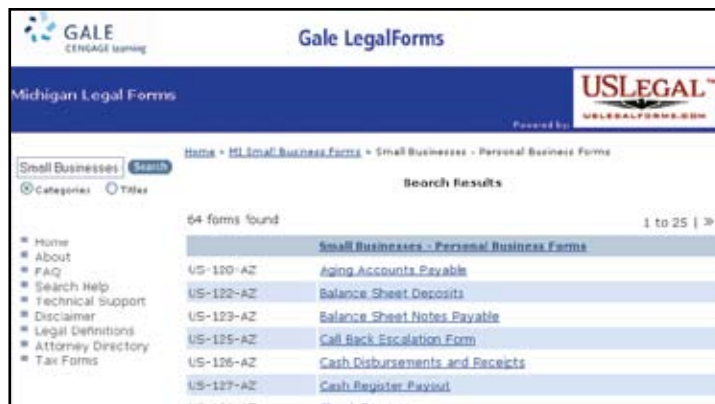 GALE
CENGAGE Learning
Gale LegalForms
Michigan Legal Forms
USLEGAL™
USLEGALFORMS.COM
Powered by:
Home » MI Small Business Forms » Small Businesses - Personal Business Forms
Small Businesses Search
Categories Titles
Search Results
64 forms found 1 to 25 | »
Small Businesses - Personal Business Forms
Home
About
FAQ
Search Help
Technical Support
Disclaimer
Legal Definitions
Attorney Directory
Tax Forms
US-120-AZ Aging Accounts Payable
US-122-AZ Balance Sheet Deposits
US-123-AZ Balance Sheet Notes Payable
US-125-AZ Call Back Escalation Form
US-126-AZ Cash Disbursements and Receipts
US-127-AZ Cash Register Payout